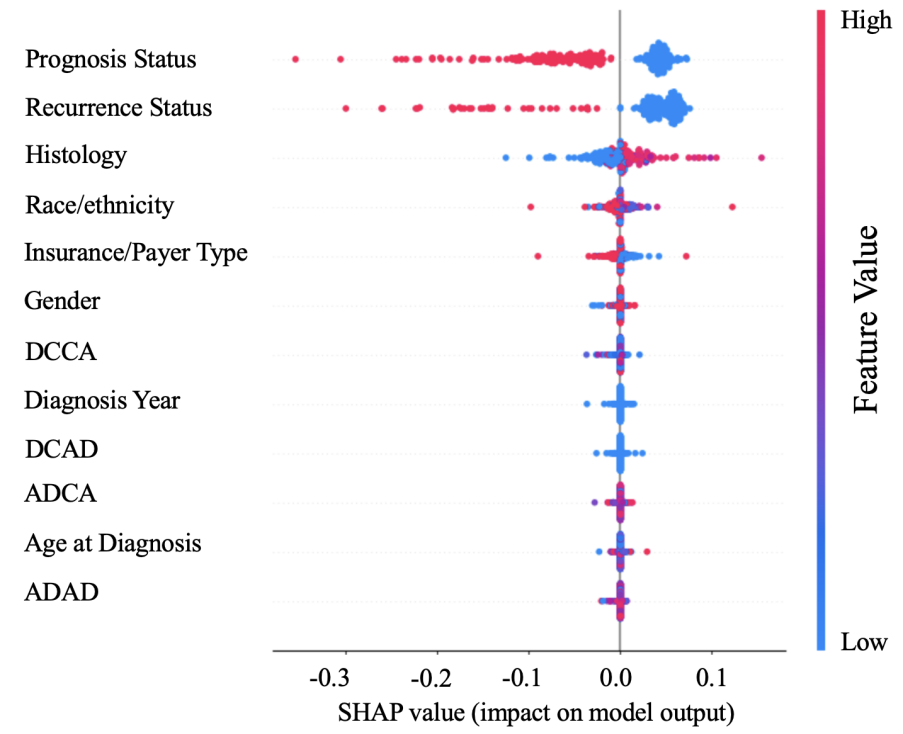 High
Prognosis Status
Recurrence Status
Histology
Race/ethnicity
Insurance/Payer Type
Gender
DCCA
Diagnosis Year
DCAD
ADCA
Age at Diagnosis
ADAD
Feature Value
Low
-0.3 -0.2 -0.1 0.0 0.1
SHAP value (impact on model output)